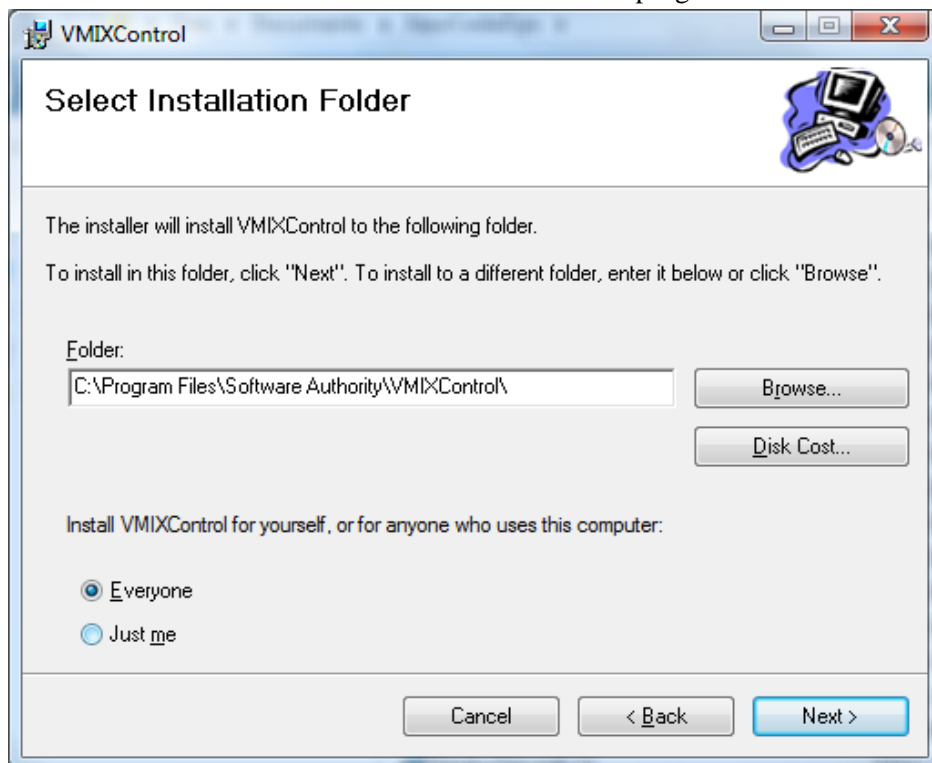 VMIXControl
Select Installation Folder
The installer will install VMIXControl to the following folder.
To install in this folder, click "Next". To install to a different folder, enter it below or click "Browse".
Folder:
C:\Program Files\Software Authority\VMIXControl\
Browse...
Disk Cost...
Install VMIXControl for yourself, or for anyone who uses this computer:
Everyone
Just me
Cancel
< Back
Next >